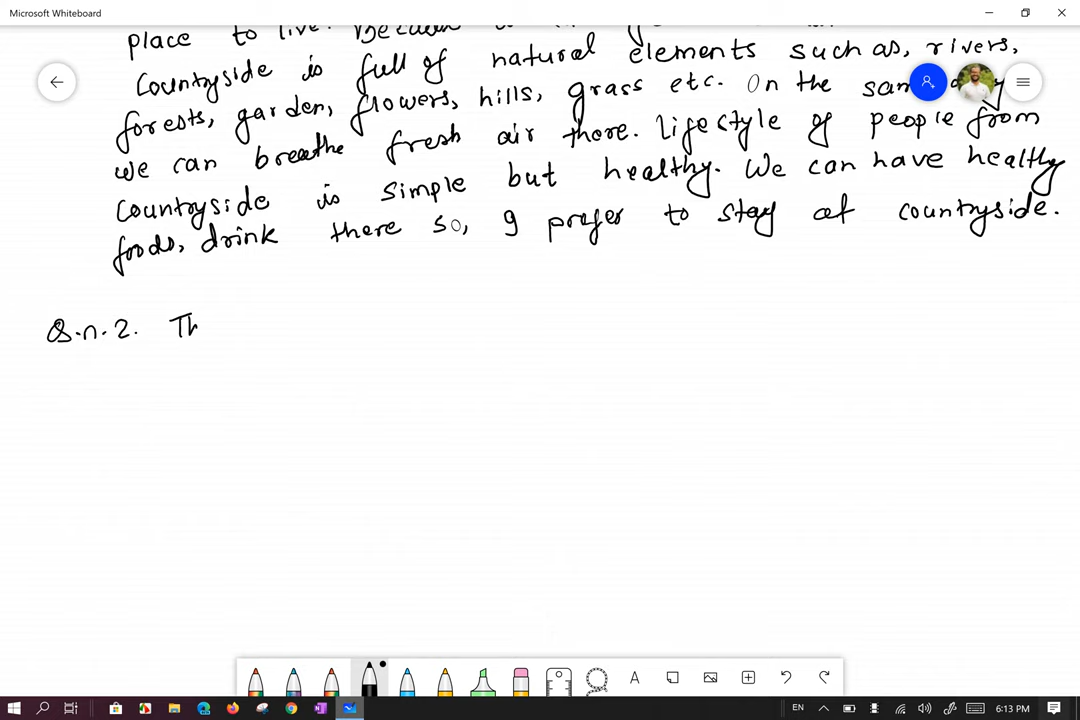 Microsoft Whiteboard
place to live. Because
Countryside is full of natural elements such as, rivers,
forests, garden, flowers, hills, grass etc. On the
we can breathe fresh air there. Lifestyle of people from
countryside is simple but healthy. We can have healthy
foods, drink there so, I prefer to stay at countryside.
Q.n.2. Th
A
EN
6:13 PM